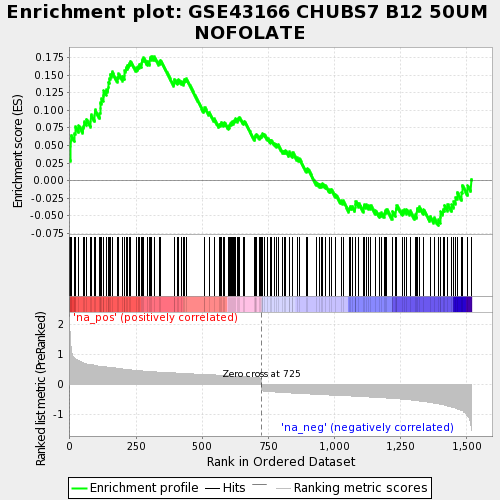 Enrichment plot: GSE43166 CHUBS7 B12 50UM
NOFOLATE
Enrichment score (ES)
0.175
0.150
0.125
0.100
0.075
0.050
0.025
0.000
-0.025
-0.050
-0.075
'na_pos' (positively correlated)
Ranked list metric (PreRanked)
2
1
0
-1
Zero cross at 725
'na_neg' (negatively correlated)
0
250
500
750
1,000
1,250
1,500
Rank in Ordered Dataset
Enrichment profile
Hits
Ranking metric scores